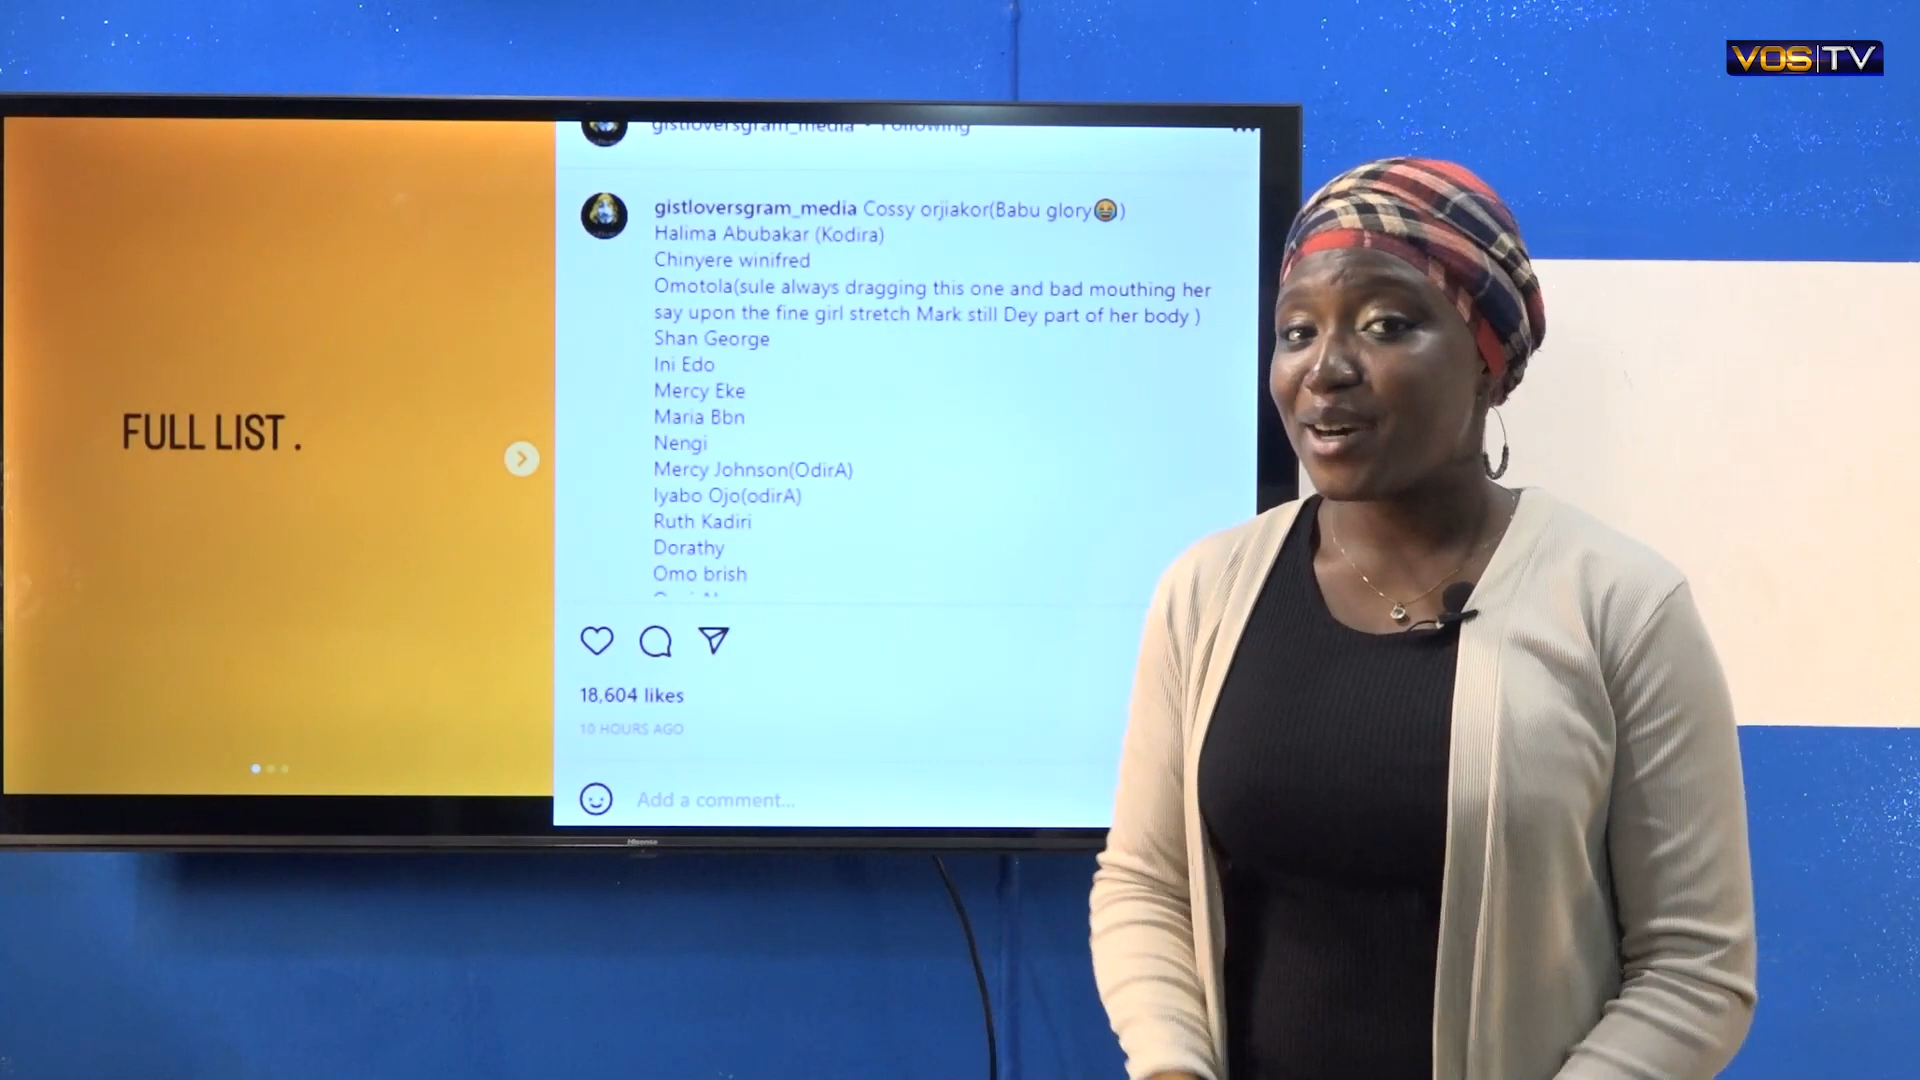 VOS|TV
gistloversgram_media • Following
gistloversgram_media Cossy orjiakor(Babu glory😂)
Halima Abubakar (Kodira)
Chinyere winifred
Omotola(sule always dragging this one and bad mouthing her
say upon the fine girl stretch Mark still Dey part of her body )
Shan George
Ini Edo
Mercy Eke
Maria Bbn
Nengi
Mercy Johnson(OdirA)
Iyabo Ojo(odirA)
Ruth Kadiri
Dorathy
Omo brish
FULL LIST .
18,604 likes
10 HOURS AGO
Add a comment...
Hisense